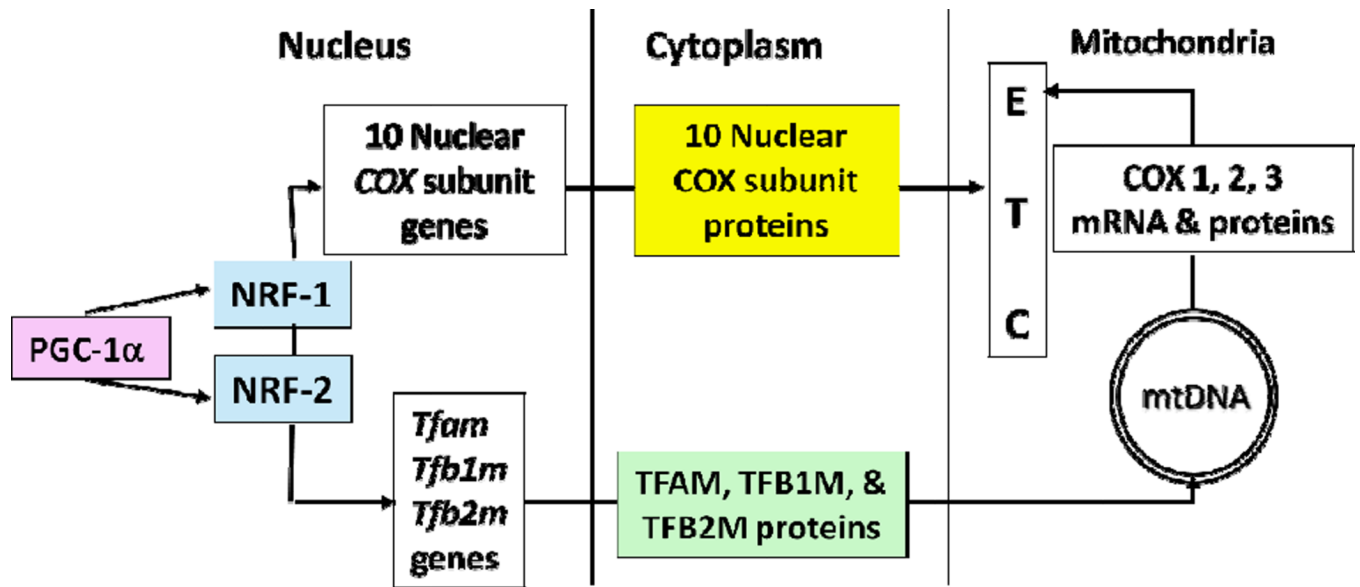 Nucleus
Cytoplasm
Mitochondria
10 Nuclear
COX subunit
genes
10 Nuclear
COX subunit
proteins
E
T
C
COX 1, 2, 3
mRNA & proteins
NRF-1
PGC-1α
NRF-2
mtDNA
Tfam
Tfb1m
Tfb2m
genes
TFAM, TFB1M, &
TFB2M proteins